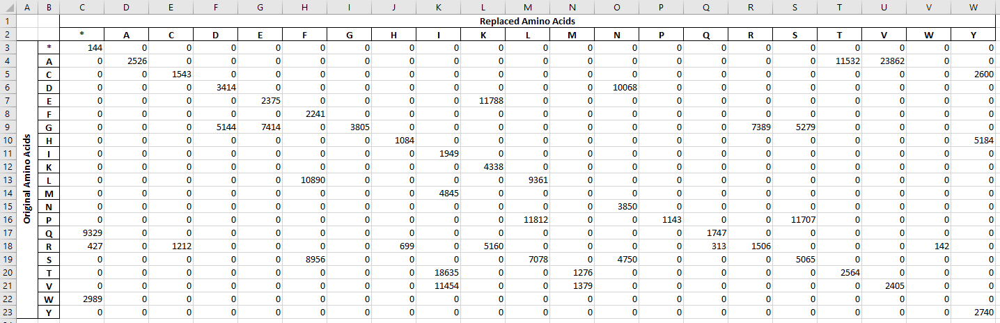 A B C D E F G H I J K L M N O P Q R S T U V W
1 Replaced Amino Acids
2 * A C D E F G H I K L M N P Q R S T V W Y
3 * 144 0 0 0 0 0 0 0 0 0 0 0 0 0 0 0 0 0 0 0 0
4 A 0 2526 0 0 0 0 0 0 0 0 0 0 0 0 0 0 0 11532 23862 0 0
5 C 0 0 1543 0 0 0 0 0 0 0 0 0 0 0 0 0 0 0 0 0 2600
6 D 0 0 0 3414 0 0 0 0 0 0 0 0 10068 0 0 0 0 0 0 0 0
7 E 0 0 0 0 2375 0 0 0 0 11788 0 0 0 0 0 0 0 0 0 0 0
8 F 0 0 0 0 0 2241 0 0 0 0 0 0 0 0 0 0 0 0 0 0 0
9 G 0 0 0 5144 7414 0 3805 0 0 0 0 0 0 0 0 7389 5279 0 0 0 0
10 H 0 0 0 0 0 0 0 1084 0 0 0 0 0 0 0 0 0 0 0 0 5184
11 I 0 0 0 0 0 0 0 0 1949 0 0 0 0 0 0 0 0 0 0 0 0
12 K 0 0 0 0 0 0 0 0 0 4338 0 0 0 0 0 0 0 0 0 0 0
13 L 0 0 0 0 0 10890 0 0 0 0 9361 0 0 0 0 0 0 0 0 0 0
14 M 0 0 0 0 0 0 0 0 4845 0 0 0 0 0 0 0 0 0 0 0 0
15 N 0 0 0 0 0 0 0 0 0 0 0 0 3850 0 0 0 0 0 0 0 0
16 P 0 0 0 0 0 0 0 0 0 0 11812 0 0 1143 0 0 11707 0 0 0 0
17 Q 9329 0 0 0 0 0 0 0 0 0 0 0 0 0 1747 0 0 0 0 0 0
18 R 427 0 1212 0 0 0 0 699 0 5160 0 0 0 0 313 1506 0 0 0 142 0
19 S 0 0 0 0 0 8956 0 0 0 0 7078 0 4750 0 0 0 5065 0 0 0 0
20 T 0 0 0 0 0 0 0 0 18635 0 0 1276 0 0 0 0 0 2564 0 0 0
21 V 0 0 0 0 0 0 0 0 11454 0 0 1379 0 0 0 0 0 0 2405 0 0
22 W 2989 0 0 0 0 0 0 0 0 0 0 0 0 0 0 0 0 0 0 0 0
23 Y 0 0 0 0 0 0 0 0 0 0 0 0 0 0 0 0 0 0 0 0 2740
Original Amino Acids